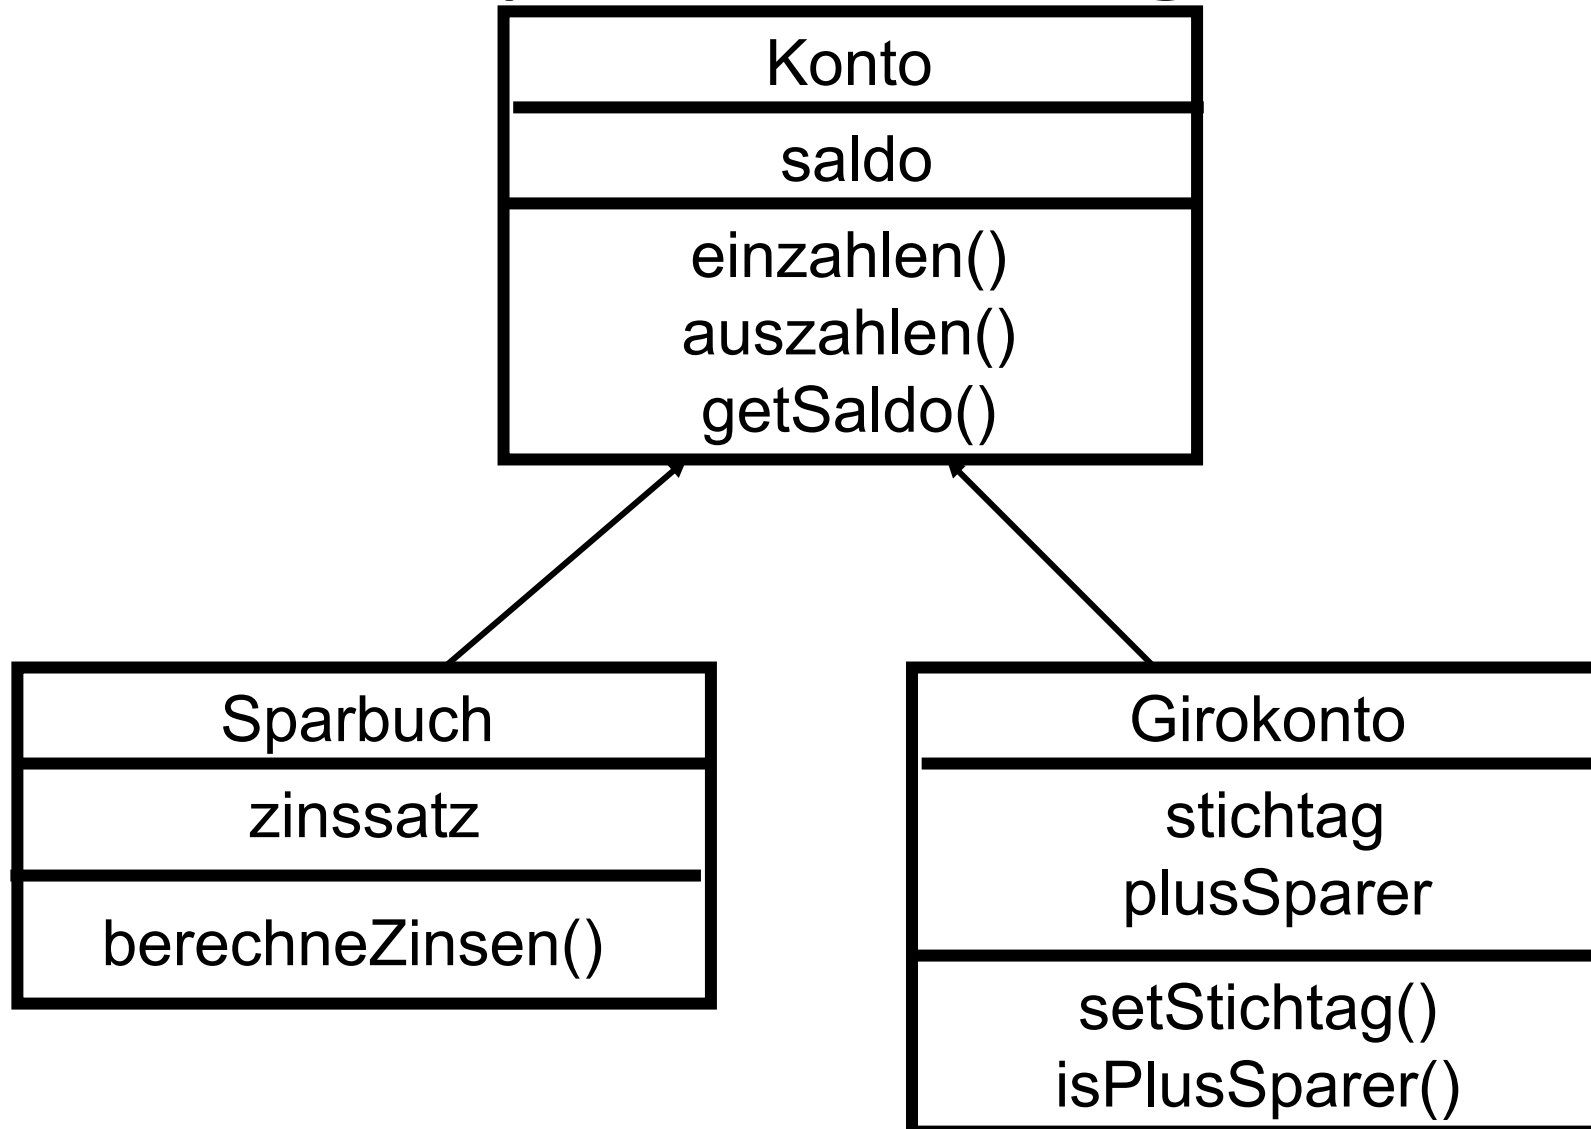 Konto
saldo
einzahlen()
auszahlen()
getSaldo()
Sparbuch
zinssatz
berechneZinsen()
Girokonto
stichtag
plusSparer
setStichtag()
isPlusSparer()